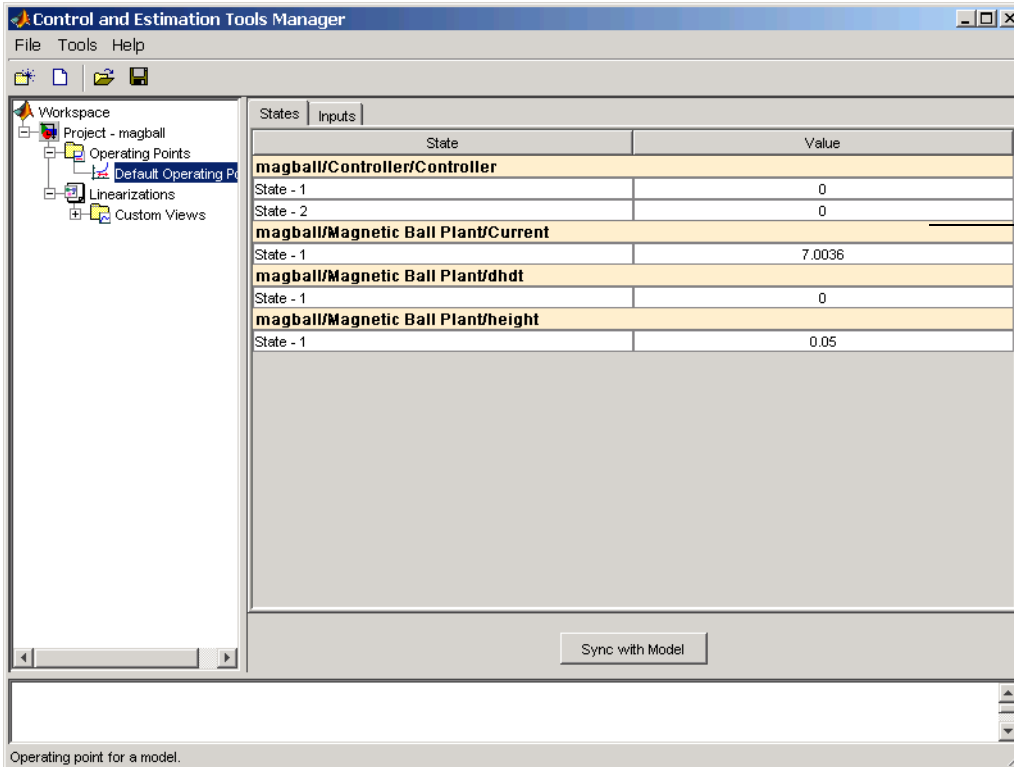 Control and Estimation Tools Manager
File Tools Help
Workspace
Project - magball
Operating Points
Default Operating
Linearizations
Custom Views
States Inputs
State Value
magball/Controller/Controller
State - 1 0
State - 2 0
magball/Magnetic Ball Plant/Current
State - 1 7.0036
magball/Magnetic Ball Plant/dhdt
State - 1 0
magball/Magnetic Ball Plant/height
State - 1 0.05
Sync with Model
Operating point for a model.